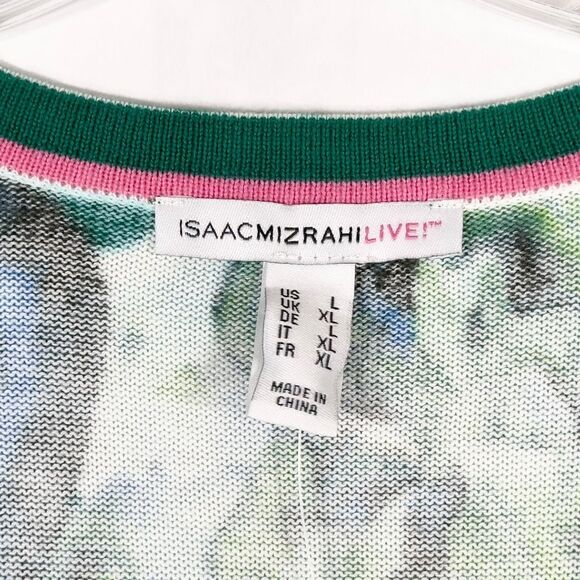 ISAACMIZRAHILIVE!™
US L
UK XL
DE L
IT XL
FR XL
MADE IN
CHINA